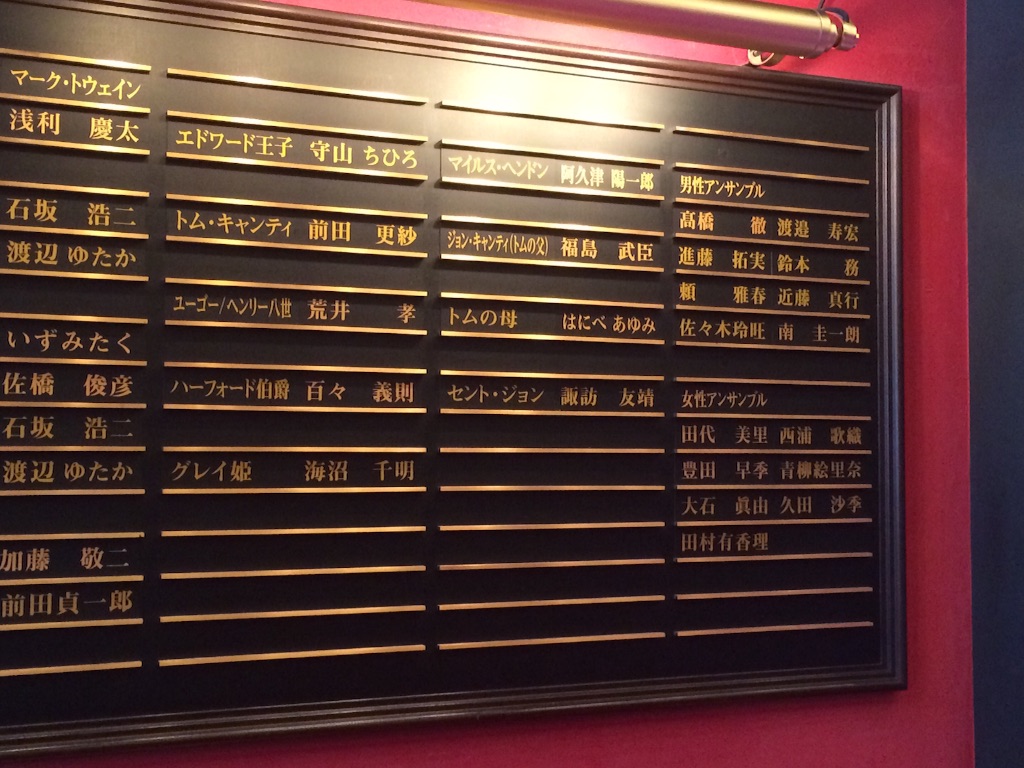 マーク・トウェイン
浅利 慶太
石坂 浩二
渡辺 ゆたか
いずみたく
佐橋 俊彦
石坂 浩二
渡辺 ゆたか
加藤 敬二
前田貞一郎
エドワード王子 守山 ちひろ
トム・キャンティ 前田 更紗
ユーゴー/ヘンリー八世 荒井 孝
ハーフォード伯爵 百々 義則
グレイ姫 海沼 千明
マイルス・ヘンドン 阿久津 陽一郎
ジョン・キャンティ(トムの父) 福島 武臣
トムの母 はにべ あゆみ
セント・ジョン 諏訪 友靖
男性アンサンブル
髙橋 徹 渡邉 寿宏
進藤 拓実 鈴本 務
頼 雅春 近藤 真行
佐々木玲旺 南 圭一朗
女性アンサンブル
田代 美里 西浦 歌織
豊田 早季 青柳絵里奈
大石 眞由 久田 沙季
田村有香理